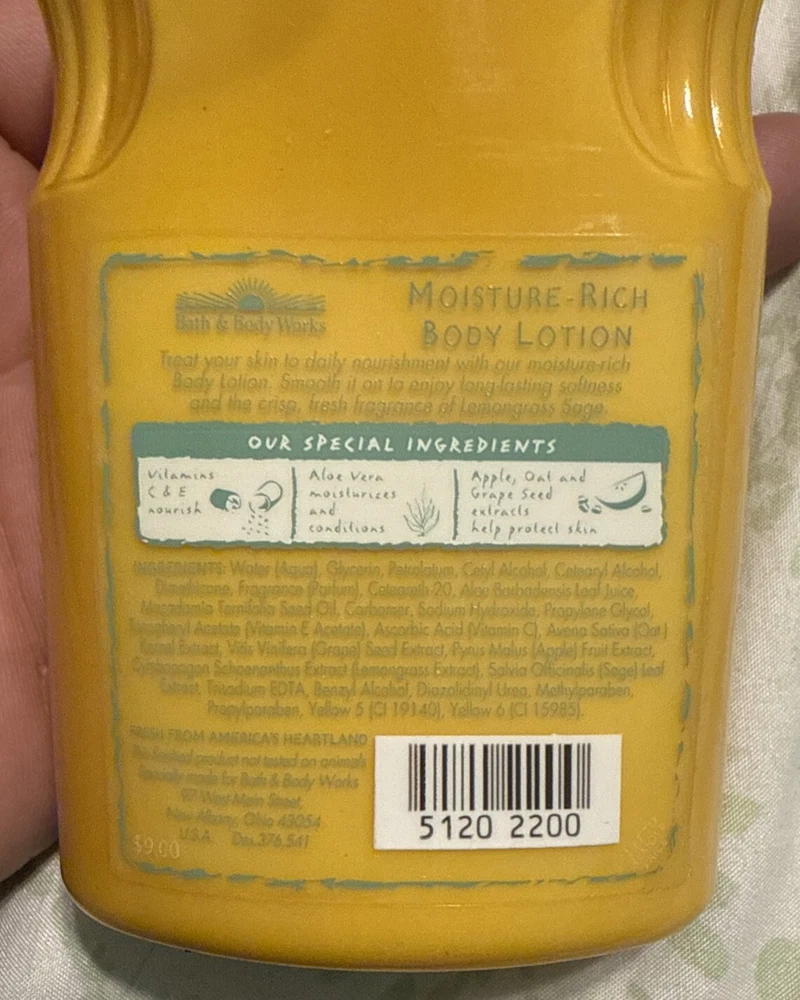 Bath & Body Works
MOISTURE-RICH
BODY LOTION
Treat your skin to daily nourishment with our moisture-rich
Body Lotion. Smooth it on to enjoy long-lasting softness
and the crisp, fresh fragrance of Lemongrass Sage.
OUR SPECIAL INGREDIENTS
Vitamins
C & E
nourish
Aloe Vera
moisturizes
and
conditions
Apple, Oat and
Grape Seed
extracts
help protect skin
INGREDIENTS: Water (Aqua), Glycerin, Petrolatum, Cetyl Alcohol, Cetearyl Alcohol,
Dimethicone, Fragrance (Parfum), Ceteareth-20, Aloe Barbadensis Leaf Juice,
Macadamia Ternifolia Seed Oil, Carbomer, Sodium Hydroxide, Propylene Glycol,
Tocopheryl Acetate (Vitamin E Acetate), Ascorbic Acid (Vitamin C), Avena Sativa (Oat)
Kernel Extract, Vitis Vinifera (Grape) Seed Extract, Pyrus Malus (Apple) Fruit Extract,
Cymbopogon Schoenanthus Extract (Lemongrass Extract), Salvia Officinalis (Sage) Leaf
Extract, Trisodium EDTA, Benzyl Alcohol, Diazolidinyl Urea, Methylparaben,
Propylparaben, Yellow 5 (CI 19140), Yellow 6 (CI 15985).
FRESH FROM AMERICA'S HEARTLAND
This finished product not tested on animals
Specially made for Bath & Body Works
97 West Main Street,
New Albany, Ohio 43054
U.S.A. Des.376,541
$9.00
5120 2200